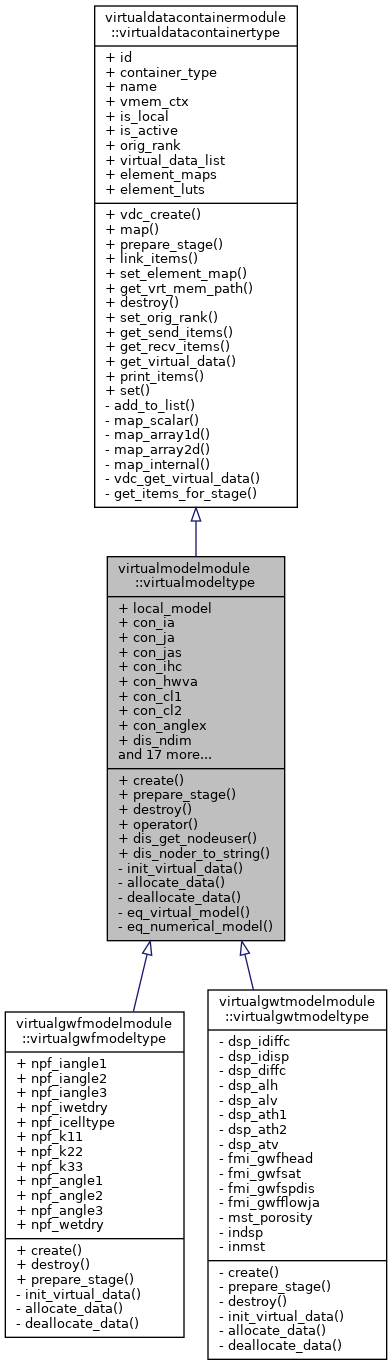 virtualdatacontainermodule
::virtualdatacontainertype
+ id
+ container_type
+ name
+ vmem_ctx
+ is_local
+ is_active
+ orig_rank
+ virtual_data_list
+ element_maps
+ element_luts
+ vdc_create()
+ map()
+ prepare_stage()
+ link_items()
+ set_element_map()
+ get_vrt_mem_path()
+ destroy()
+ set_orig_rank()
+ get_send_items()
+ get_recv_items()
+ get_virtual_data()
+ print_items()
+ set()
- add_to_list()
- map_scalar()
- map_array1d()
- map_array2d()
- map_internal()
- vdc_get_virtual_data()
- get_items_for_stage()
virtualmodelmodule
::virtualmodeltype
+ local_model
+ con_ia
+ con_ja
+ con_jas
+ con_ihc
+ con_hwva
+ con_cl1
+ con_cl2
+ con_anglex
+ dis_ndim
and 17 more...
+ create()
+ prepare_stage()
+ destroy()
+ operator()
+ dis_get_nodeuser()
+ dis_noder_to_string()
- init_virtual_data()
- allocate_data()
- deallocate_data()
- eq_virtual_model()
- eq_numerical_model()
virtualgwfmodelmodule
::virtualgwfmodeltype
+ npf_iangle1
+ npf_iangle2
+ npf_iangle3
+ npf_iwetdry
+ npf_icelltype
+ npf_k11
+ npf_k22
+ npf_k33
+ npf_angle1
+ npf_angle2
+ npf_angle3
+ npf_wetdry
+ create()
+ destroy()
+ prepare_stage()
- init_virtual_data()
- allocate_data()
- deallocate_data()
virtualgwtmodelmodule
::virtualgwtmodeltype
- dsp_idiffc
- dsp_idisp
- dsp_diffc
- dsp_alh
- dsp_alv
- dsp_ath1
- dsp_ath2
- dsp_atv
- fmi_gwfhead
- fmi_gwfsat
- fmi_gwfspdis
- fmi_gwfflowja
- mst_porosity
- indsp
- inmst
- create()
- prepare_stage()
- destroy()
- init_virtual_data()
- allocate_data()
- deallocate_data()